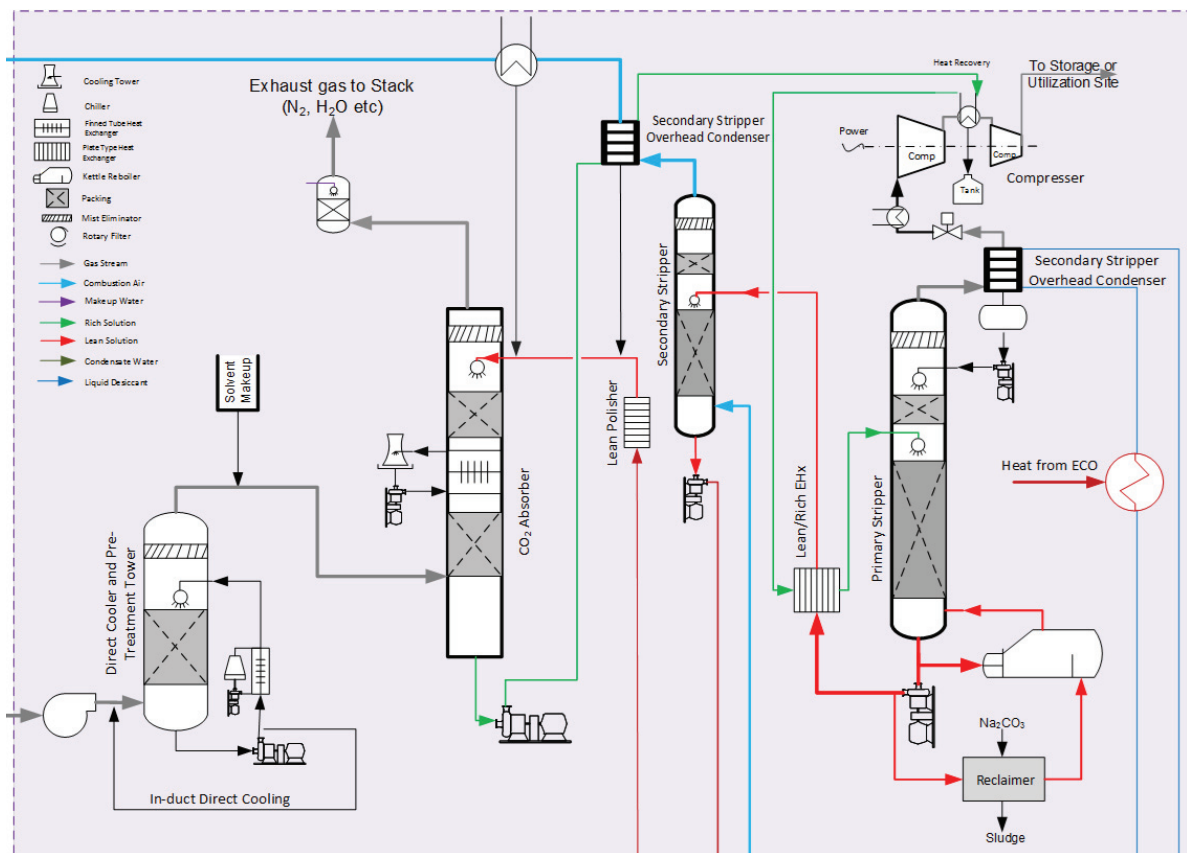 Cooling Tower
Chiller
Finned Tube Heat
Exchanger
Plate Type Heat
Exchanger
Kettle Reboiler
Packing
Mist Eliminator
Rotary Filter
Gas Stream
Combustion Air
Makeup Water
Rich Solution
Lean Solution
Condensate Water
Liquid Desiccant
Exhaust gas to Stack
(N₂, H₂O etc)
Secondary Stripper
Overhead Condenser
Heat Recovery
To Storage or
Utilization Site
Power
Comp
Comp
Compresser
Tank
Secondary Stripper
Overhead Condenser
Solvent
Makeup
Direct Cooler and Pre-
Treatment Tower
In-duct Direct Cooling
CO₂ Absorber
Lean Polisher
Secondary Stripper
Lean/Rich EHx
Primary Stripper
Heat from ECO
Na₂CO₃
Reclaimer
Sludge